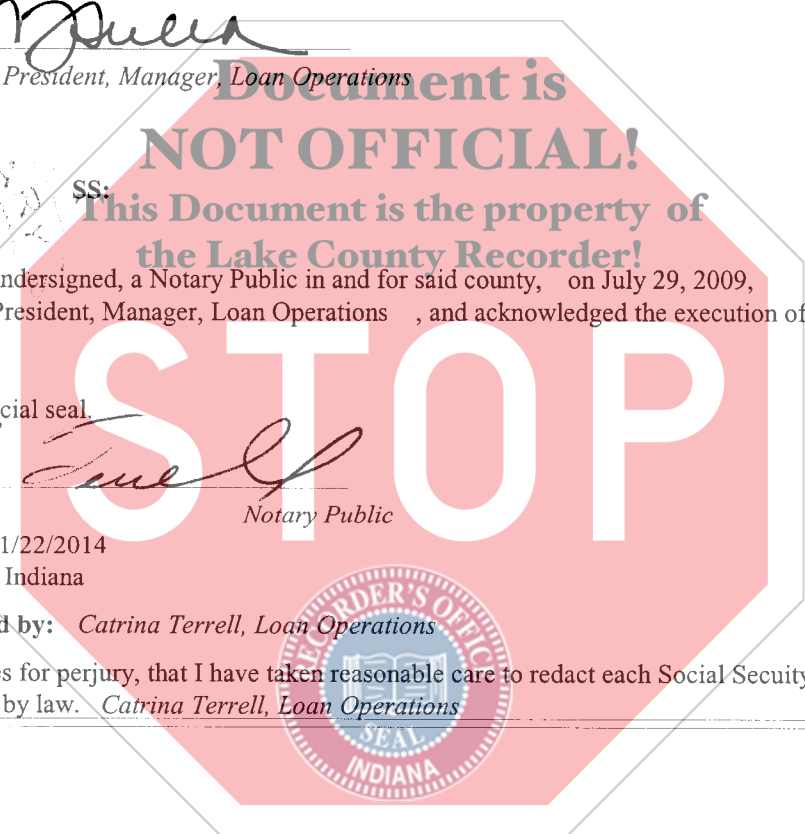 President, Manager, Loan Operations
Document is
NOT OFFICIAL!
SS:
This Document is the property of
the Lake County Recorder!
ndersigned, a Notary Public in and for said county, on July 29, 2009,
President, Manager, Loan Operations , and acknowledged the execution of
STOP
cial seal.
Notary Public
1/22/2014
Indiana
d by: Catrina Terrell, Loan Operations
es for perjury, that I have taken reasonable care to redact each Social Secuity
by law. Catrina Terrell, Loan Operations
RECORDER'S OFFICE
SEAL
INDIANA